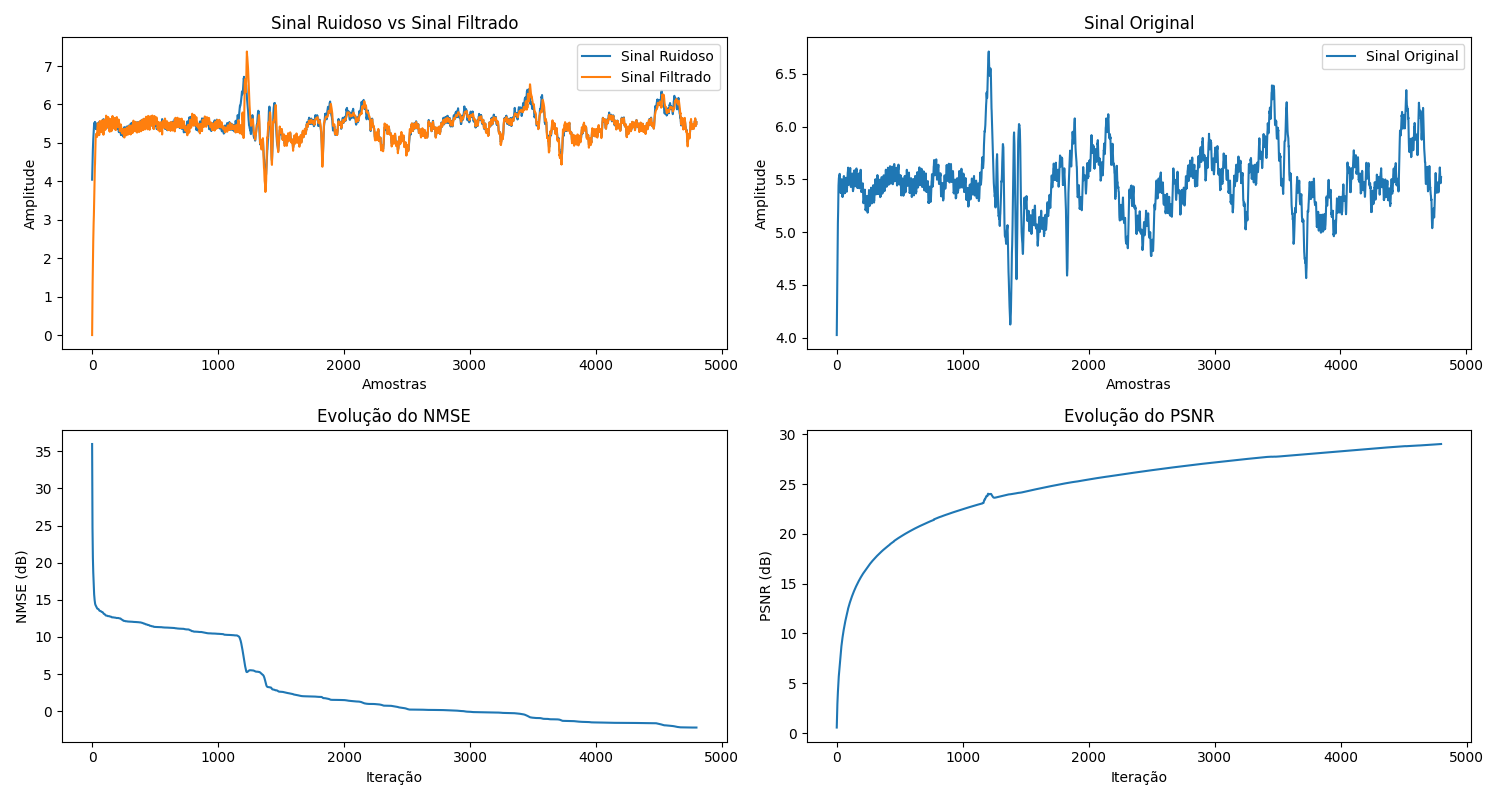 Sinal Ruidoso vs Sinal Filtrado
Sinal Ruidoso
Sinal Filtrado
Amplitude
7
6
5
4
3
2
1
0
0 1000 2000 3000 4000 5000
Amostras
Sinal Original
Sinal Original
Amplitude
6.5
6.0
5.5
5.0
4.5
4.0
0 1000 2000 3000 4000 5000
Amostras
Evolução do NMSE
NMSE (dB)
35
30
25
20
15
10
5
0
0 1000 2000 3000 4000 5000
Iteração
Evolução do PSNR
PSNR (dB)
30
25
20
15
10
5
0
0 1000 2000 3000 4000 5000
Iteração